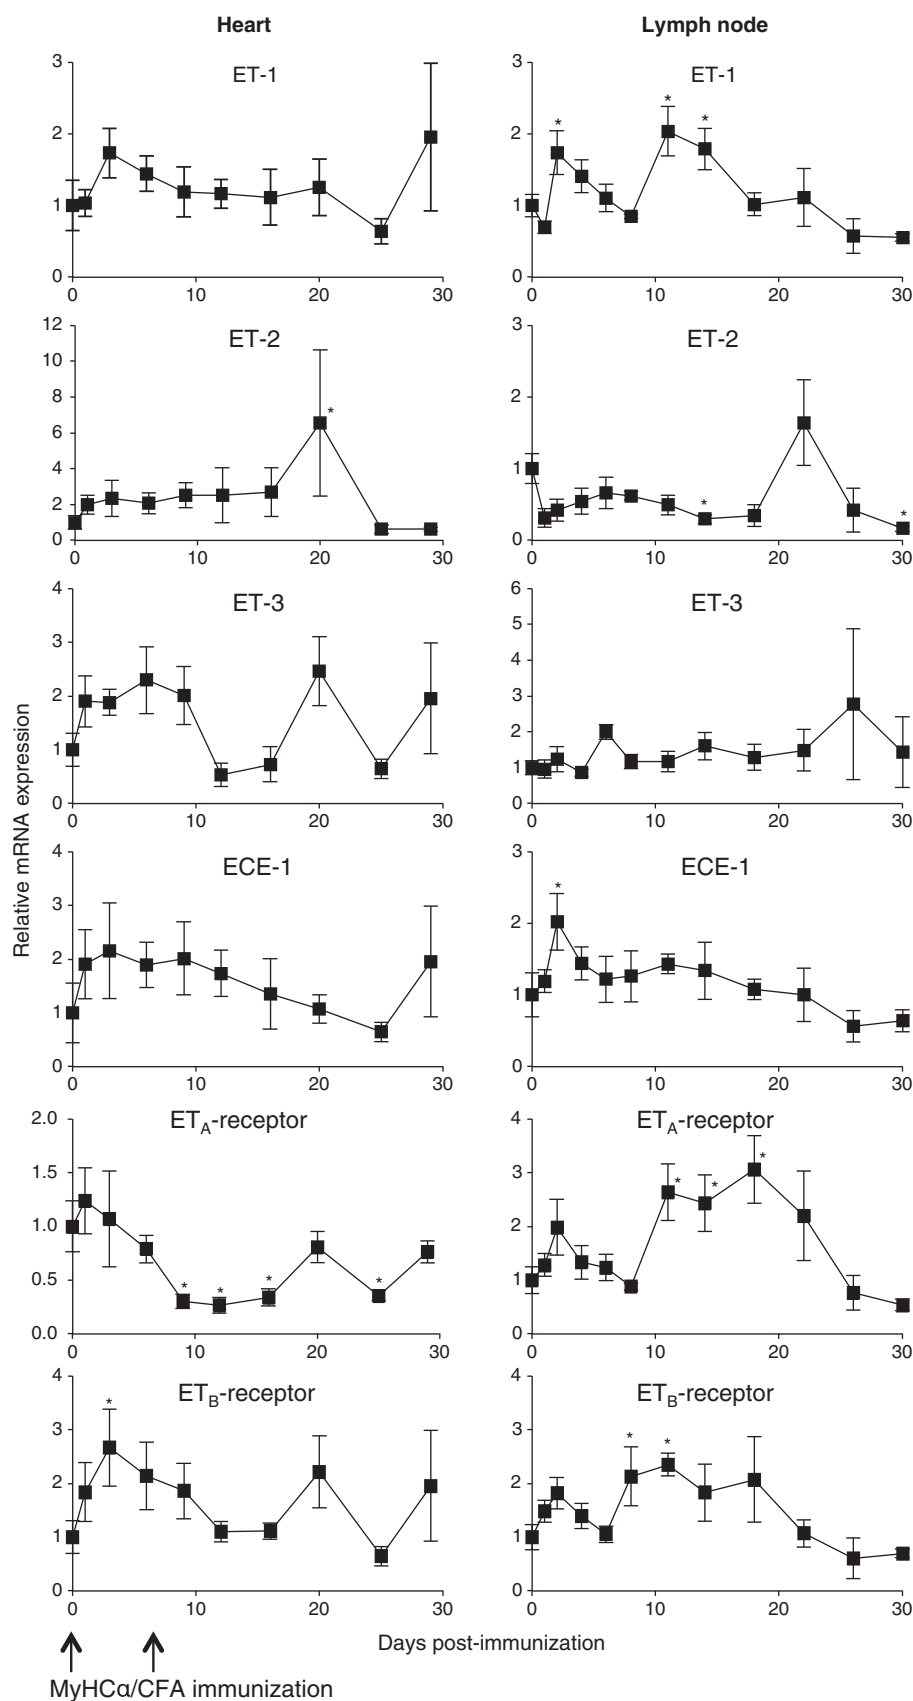 Heart Lymph node
ET-1 ET-1
3 3
2 2
* * *
1 1
0 0
0 10 20 30 0 10 20 30
ET-2 ET-2
12 3
10
8 2
6 *
4 1
2 * *
0 0
0 10 20 30 0 10 20 30
ET-3 ET-3
4 6
5
3 4
2 3
2
1 1
0 0
0 10 20 30 0 10 20 30
Relative mRNA expression
ECE-1 ECE-1
4 3
*
3 2
2
1 1
0 0
0 10 20 30 0 10 20 30
ETA-receptor ETA-receptor
2.0 4
1.5 3 * * *
1.0 2
0.5 * * * * 1
0.0 0
0 10 20 30 0 10 20 30
ETB-receptor ETB-receptor
4 4
* * *
3 3
2 2
1 1
0 0
0 10 20 30 0 10 20 30
Days post-immunization
MyHCα/CFA immunization